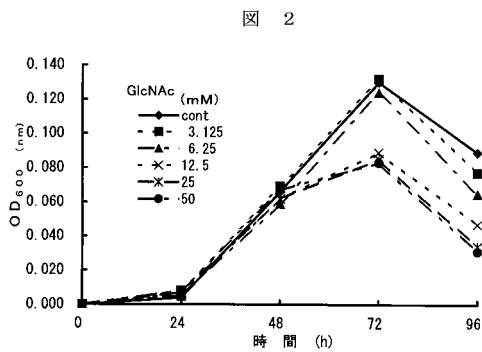 図 2
GlcNAc
(mM)
cont
3.125
6.25
12.5
25
50
OD600 (nm)
0.140
0.120
0.100
0.080
0.060
0.040
0.020
0.000
0 24 48 72 96
時 間 (h)